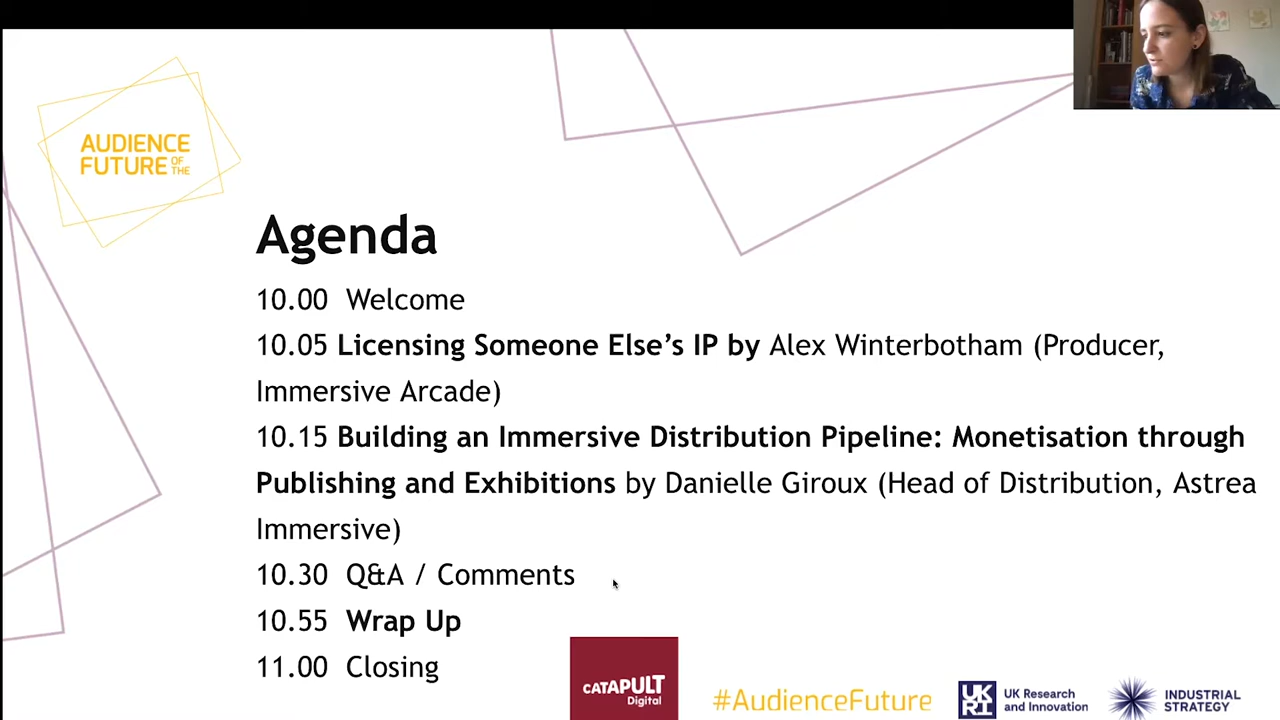 AUDIENCE
FUTURE OF THE
Agenda
10.00 Welcome
10.05 Licensing Someone Else’s IP by Alex Winterbotham (Producer,
Immersive Arcade)
10.15 Building an Immersive Distribution Pipeline: Monetisation through
Publishing and Exhibitions by Danielle Giroux (Head of Distribution, Astrea
Immersive)
10.30 Q&A / Comments
10.55 Wrap Up
11.00 Closing
CATAPULT
Digital
#AudienceFuture
UK
RI
UK Research
and Innovation
INDUSTRIAL
STRATEGY